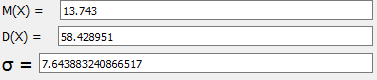 M(X) = 13.743
D(X) = 58.428951
σ = 7.643883240866517